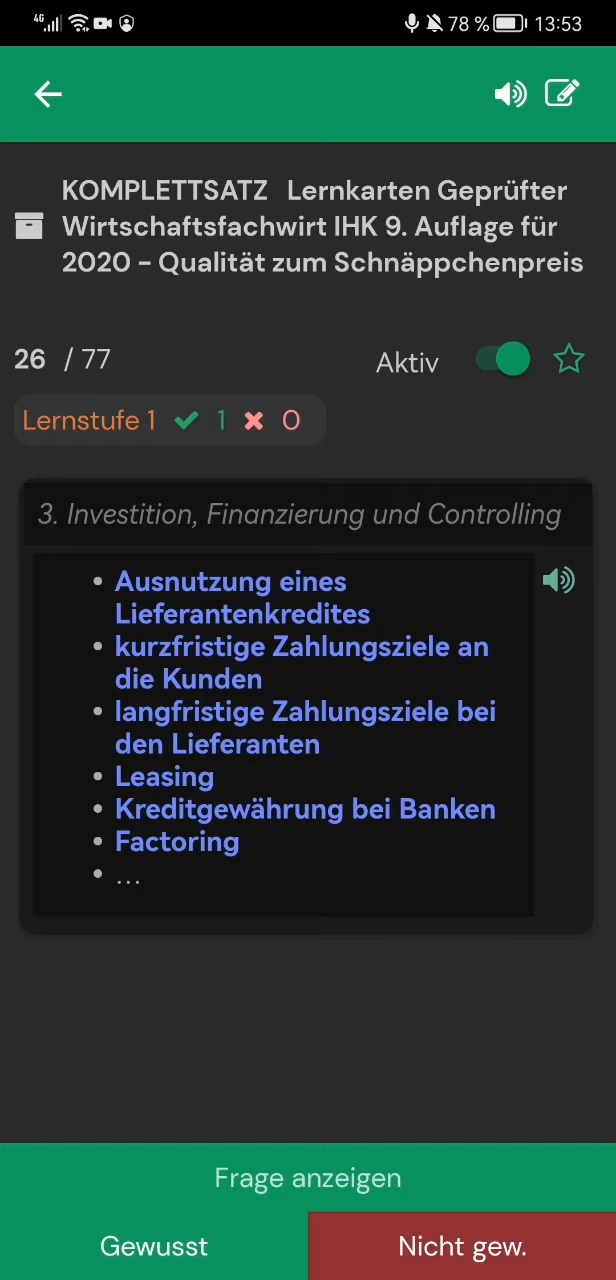 4G 78 % 13:53
KOMPLETTSATZ Lernkarten Geprüfter
Wirtschaftsfachwirt IHK 9. Auflage für
2020 – Qualität zum Schnäppchenpreis
26 / 77 Aktiv
Lernstufe 1 1 0
3. Investition, Finanzierung und Controlling
• Ausnutzung eines
Lieferantenkredites
• kurzfristige Zahlungsziele an
die Kunden
• langfristige Zahlungsziele bei
den Lieferanten
• Leasing
• Kreditgewährung bei Banken
• Factoring
• ...
Frage anzeigen
Gewusst Nicht gew.